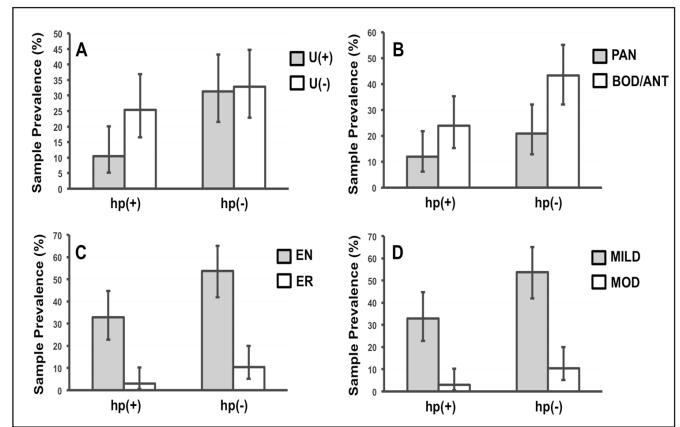 A
Sample Prevalence (%)
50
45
40
35
30
25
20
15
10
5
0
hp(+)
hp(-)
U(+)
U(-)
B
Sample Prevalence (%)
60
50
40
30
20
10
0
hp(+)
hp(-)
PAN
BOD/ANT
C
Sample Prevalence (%)
70
60
50
40
30
20
10
0
hp(+)
hp(-)
EN
ER
D
Sample Prevalence (%)
70
60
50
40
30
20
10
0
hp(+)
hp(-)
MILD
MOD